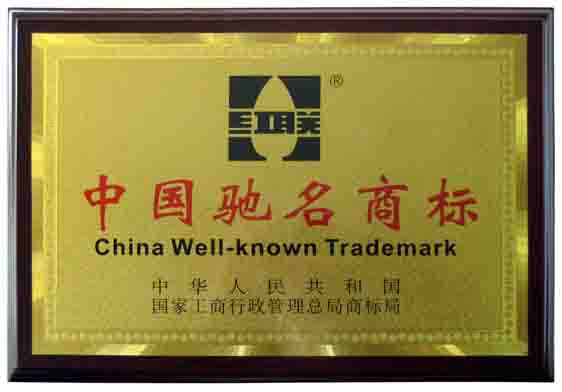 ®
中国驰名商标
China Well-known Trademark
中华人民共和国
国家工商行政管理总局商标局